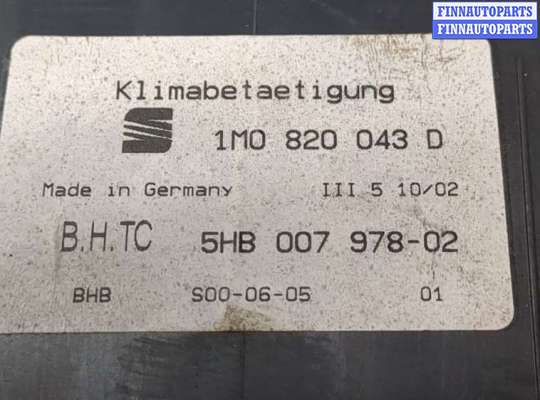 FINNAUTOPARTS
FINNAUTOPARTS
Klimabetaetigung
1M0 820 043 D
Made in Germany III 5 10/02
B.H.TC 5HB 007 978-02
BHB S00-06-05 01